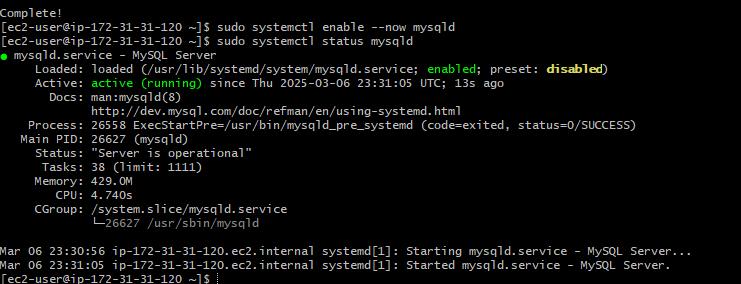 Complete!
[ec2-user@ip-172-31-31-120 ~]$ sudo systemctl enable --now mysqld
[ec2-user@ip-172-31-31-120 ~]$ sudo systemctl status mysqld
● mysqld.service - MySQL Server
Loaded: loaded (/usr/lib/systemd/system/mysqld.service; enabled; preset: disabled)
Active: active (running) since Thu 2025-03-06 23:31:05 UTC; 13s ago
Docs: man:mysqld(8)
http://dev.mysql.com/doc/refman/en/using-systemd.html
Process: 26558 ExecStartPre=/usr/bin/mysqld_pre_systemd (code=exited, status=0/SUCCESS)
Main PID: 26627 (mysqld)
Status: "Server is operational"
Tasks: 38 (limit: 1111)
Memory: 429.0M
CPU: 4.740s
CGroup: /system.slice/mysqld.service
└─26627 /usr/sbin/mysqld
Mar 06 23:30:56 ip-172-31-31-120.ec2.internal systemd[1]: Starting mysqld.service - MySQL Server...
Mar 06 23:31:05 ip-172-31-31-120.ec2.internal systemd[1]: Started mysqld.service - MySQL Server.
[ec2-user@ip-172-31-31-120 ~]$